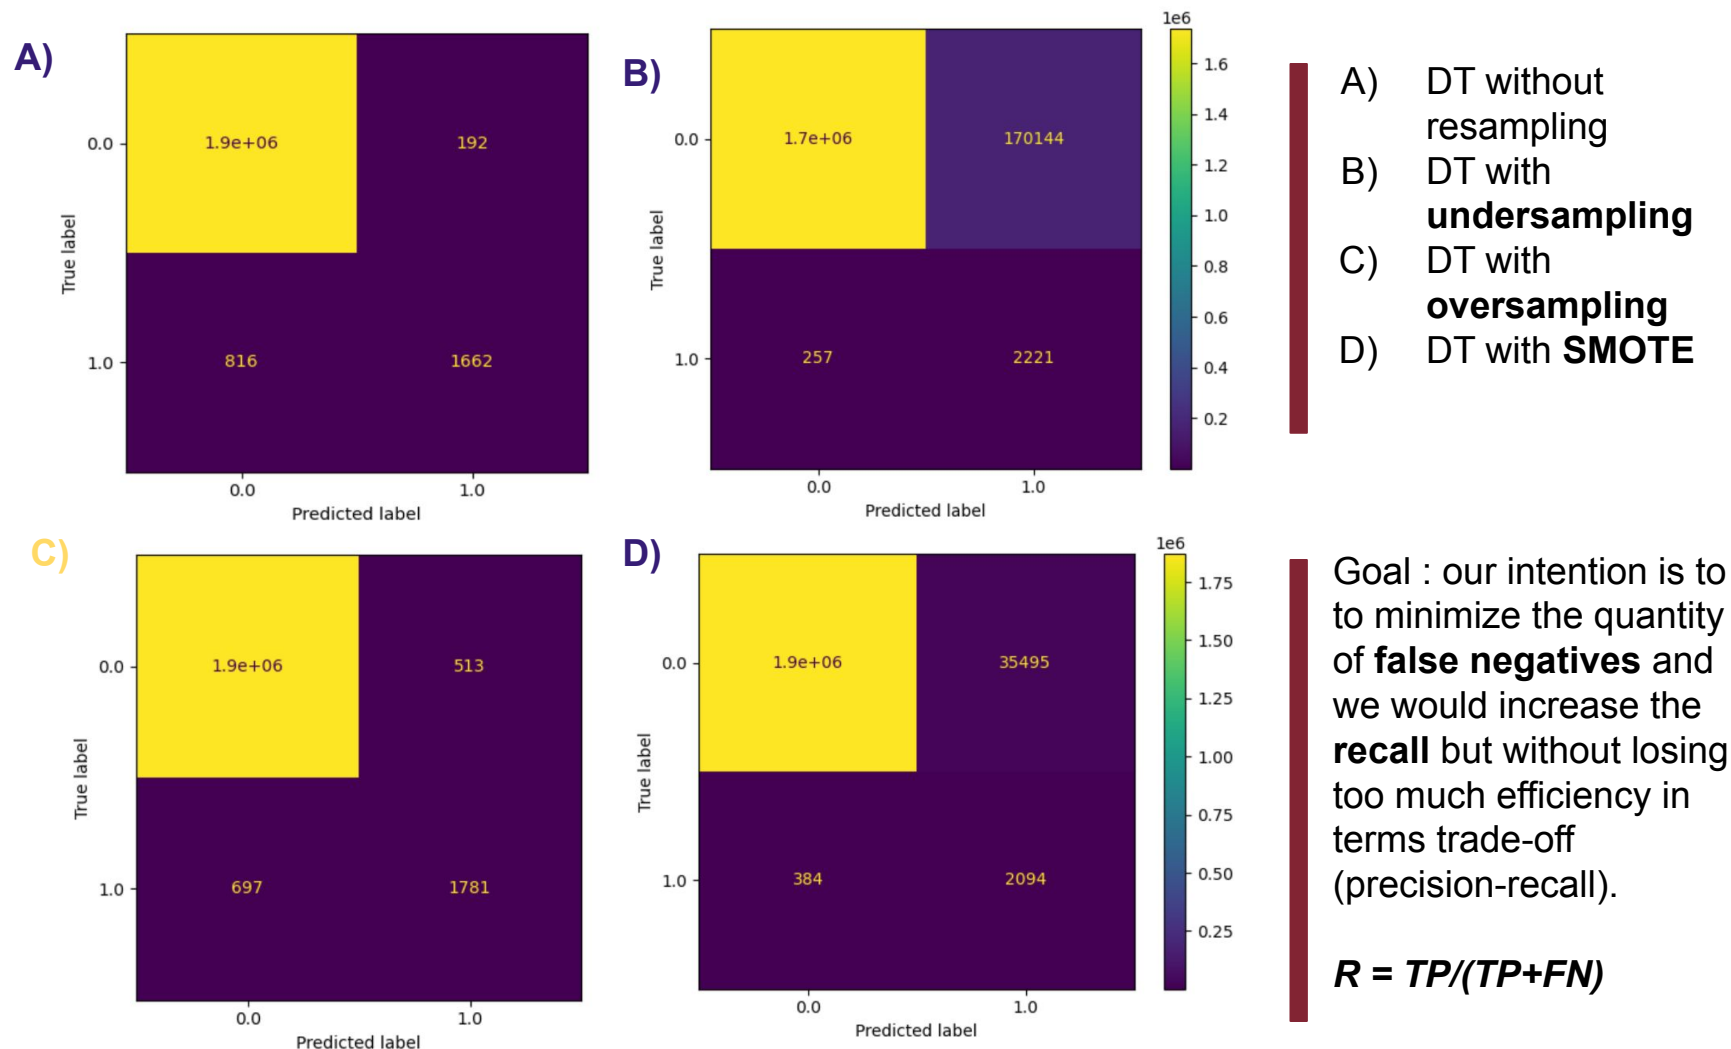 A)
0.0
1.9e+06
192
True label
1.0
816
1662
0.0
1.0
Predicted label
B)
1e6
0.0
1.7e+06
170144
True label
1.0
257
2221
0.0
1.0
Predicted label
1.6
1.4
1.2
1.0
0.8
0.6
0.4
0.2
A) DT without
resampling
B) DT with
undersampling
C) DT with
oversampling
D) DT with SMOTE
C)
0.0
1.9e+06
513
True label
1.0
697
1781
0.0
1.0
Predicted label
D)
1e6
0.0
1.9e+06
35495
True label
1.0
384
2094
0.0
1.0
Predicted label
1.75
1.50
1.25
1.00
0.75
0.50
0.25
Goal : our intention is to
to minimize the quantity
of false negatives and
we would increase the
recall but without losing
too much efficiency in
terms trade-off
(precision-recall).
R = TP/(TP+FN)